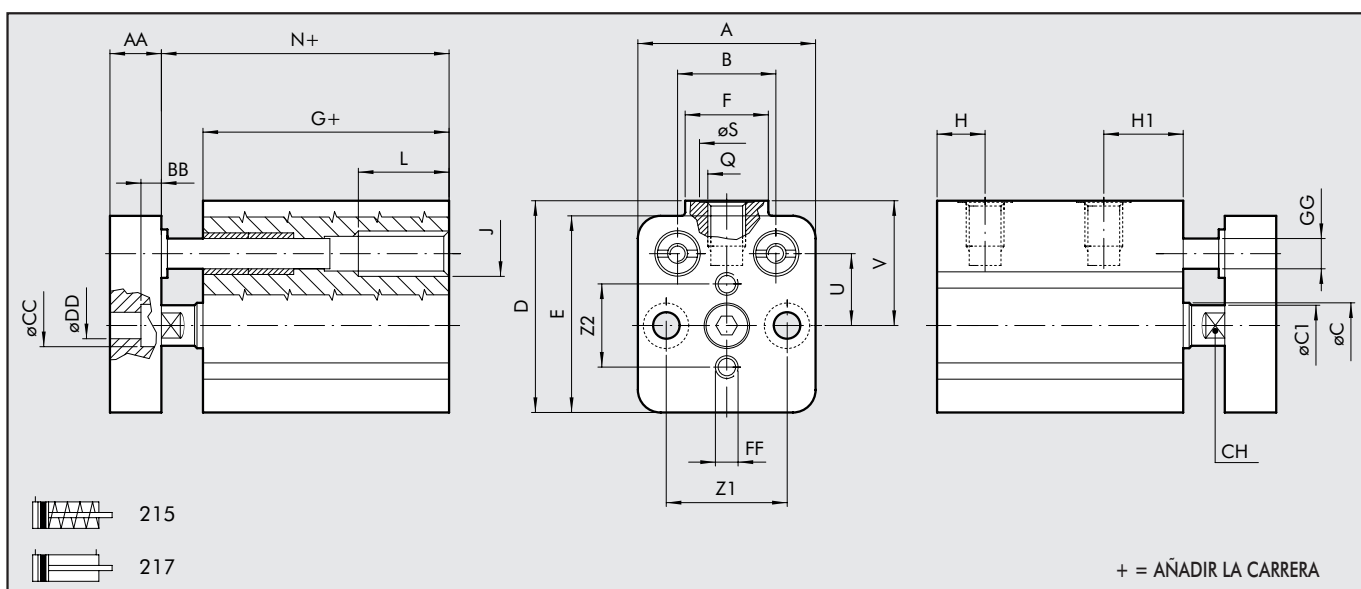 AA
N+
G+
L
BB
J
øCC
øDD
A
B
F
øS
Q
D
E
Z2
U
V
FF
Z1
H
H1
GG
øC1
øC
CH
215
217
+ = AÑADIR LA CARRERA